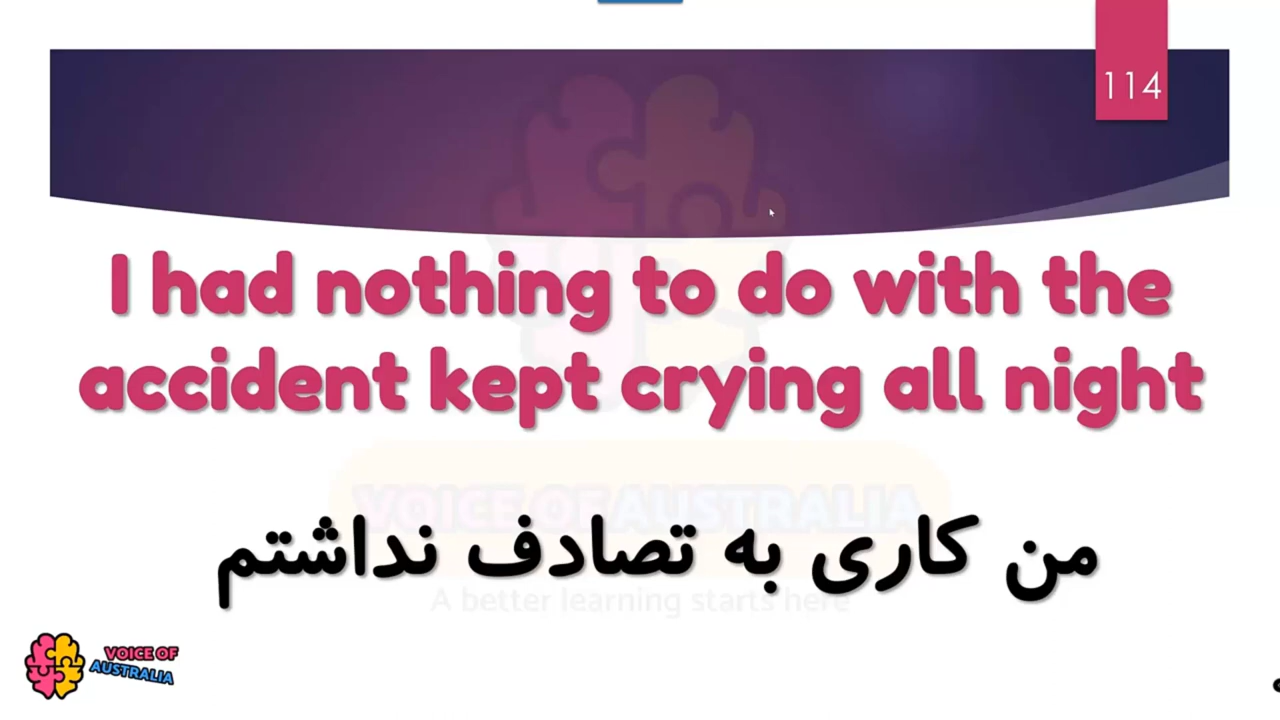 114
I had nothing to do with the
accident kept crying all night
VOICE OF AUSTRALIA
من کاری به تصادف نداشتم
A better learning starts here
VOICE OF
AUSTRALIA